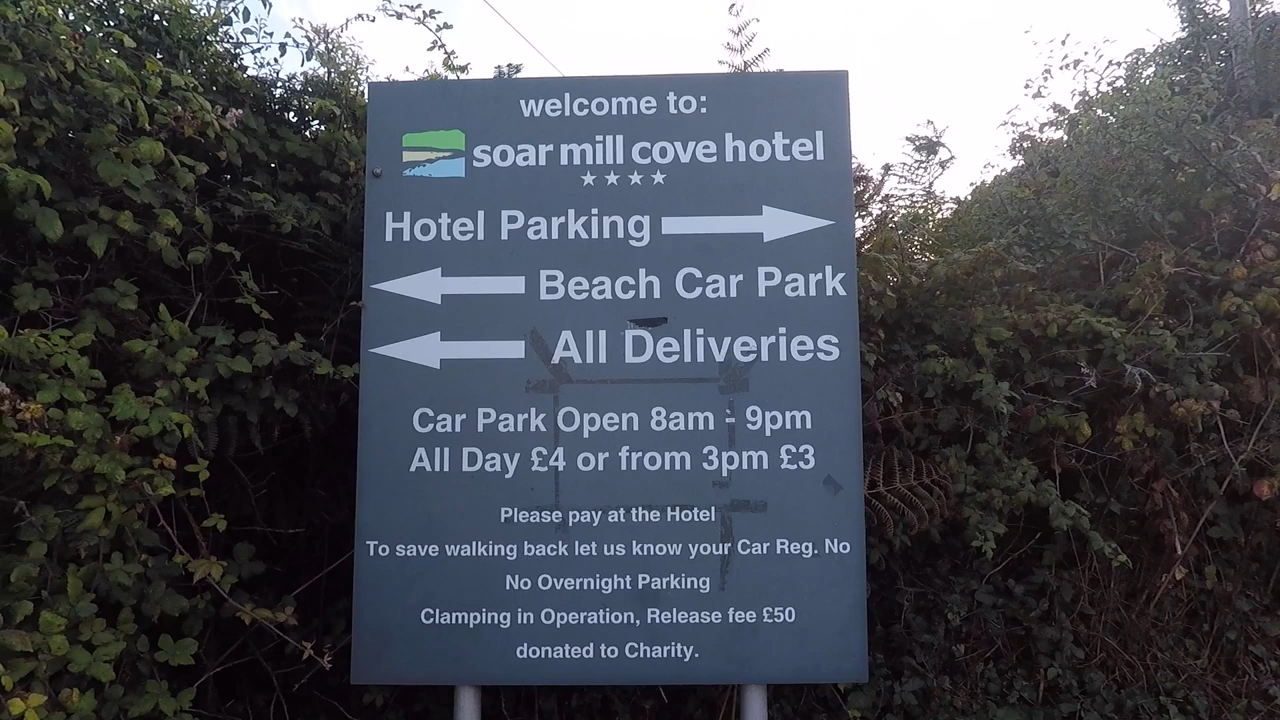 welcome to:
soar mill cove hotel
★★★★
Hotel Parking
Beach Car Park
All Deliveries
Car Park Open 8am - 9pm
All Day £4 or from 3pm £3
Please pay at the Hotel
To save walking back let us know your Car Reg. No
No Overnight Parking
Clamping in Operation, Release fee £50
donated to Charity.